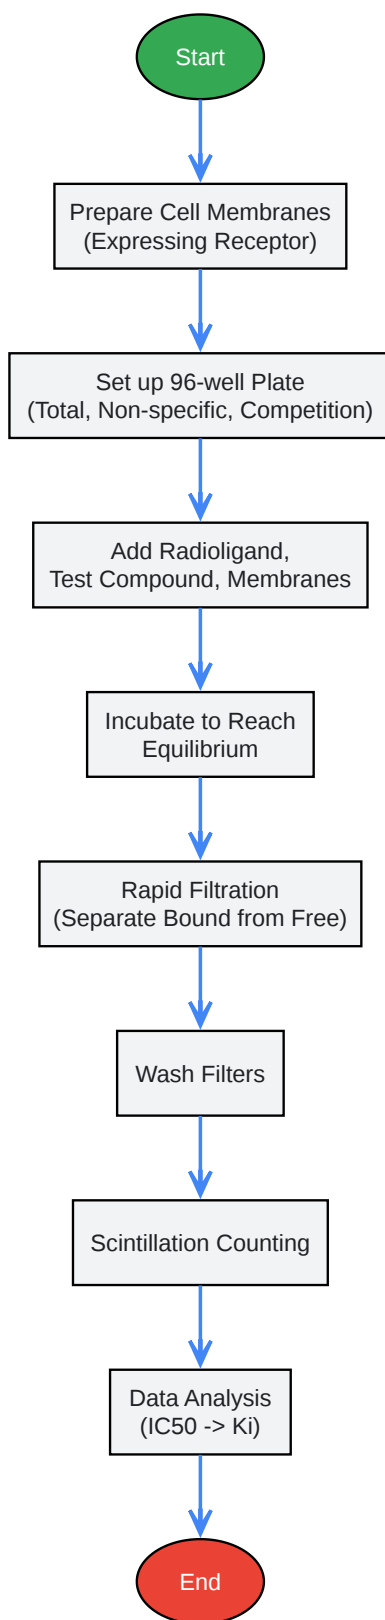 Start
Prepare Cell Membranes
(Expressing Receptor)
Set up 96-well Plate
(Total, Non-specific, Competition)
Add Radioligand,
Test Compound, Membranes
Incubate to Reach
Equilibrium
Rapid Filtration
(Separate Bound from Free)
Wash Filters
Scintillation Counting
Data Analysis
(IC50 -> Ki)
End